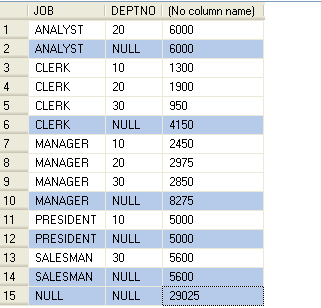 JOB DEPTNO (No column name)
1 ANALYST 20 6000
2 ANALYST NULL 6000
3 CLERK 10 1300
4 CLERK 20 1900
5 CLERK 30 950
6 CLERK NULL 4150
7 MANAGER 10 2450
8 MANAGER 20 2975
9 MANAGER 30 2850
10 MANAGER NULL 8275
11 PRESIDENT 10 5000
12 PRESIDENT NULL 5000
13 SALESMAN 30 5600
14 SALESMAN NULL 5600
15 NULL NULL 29025